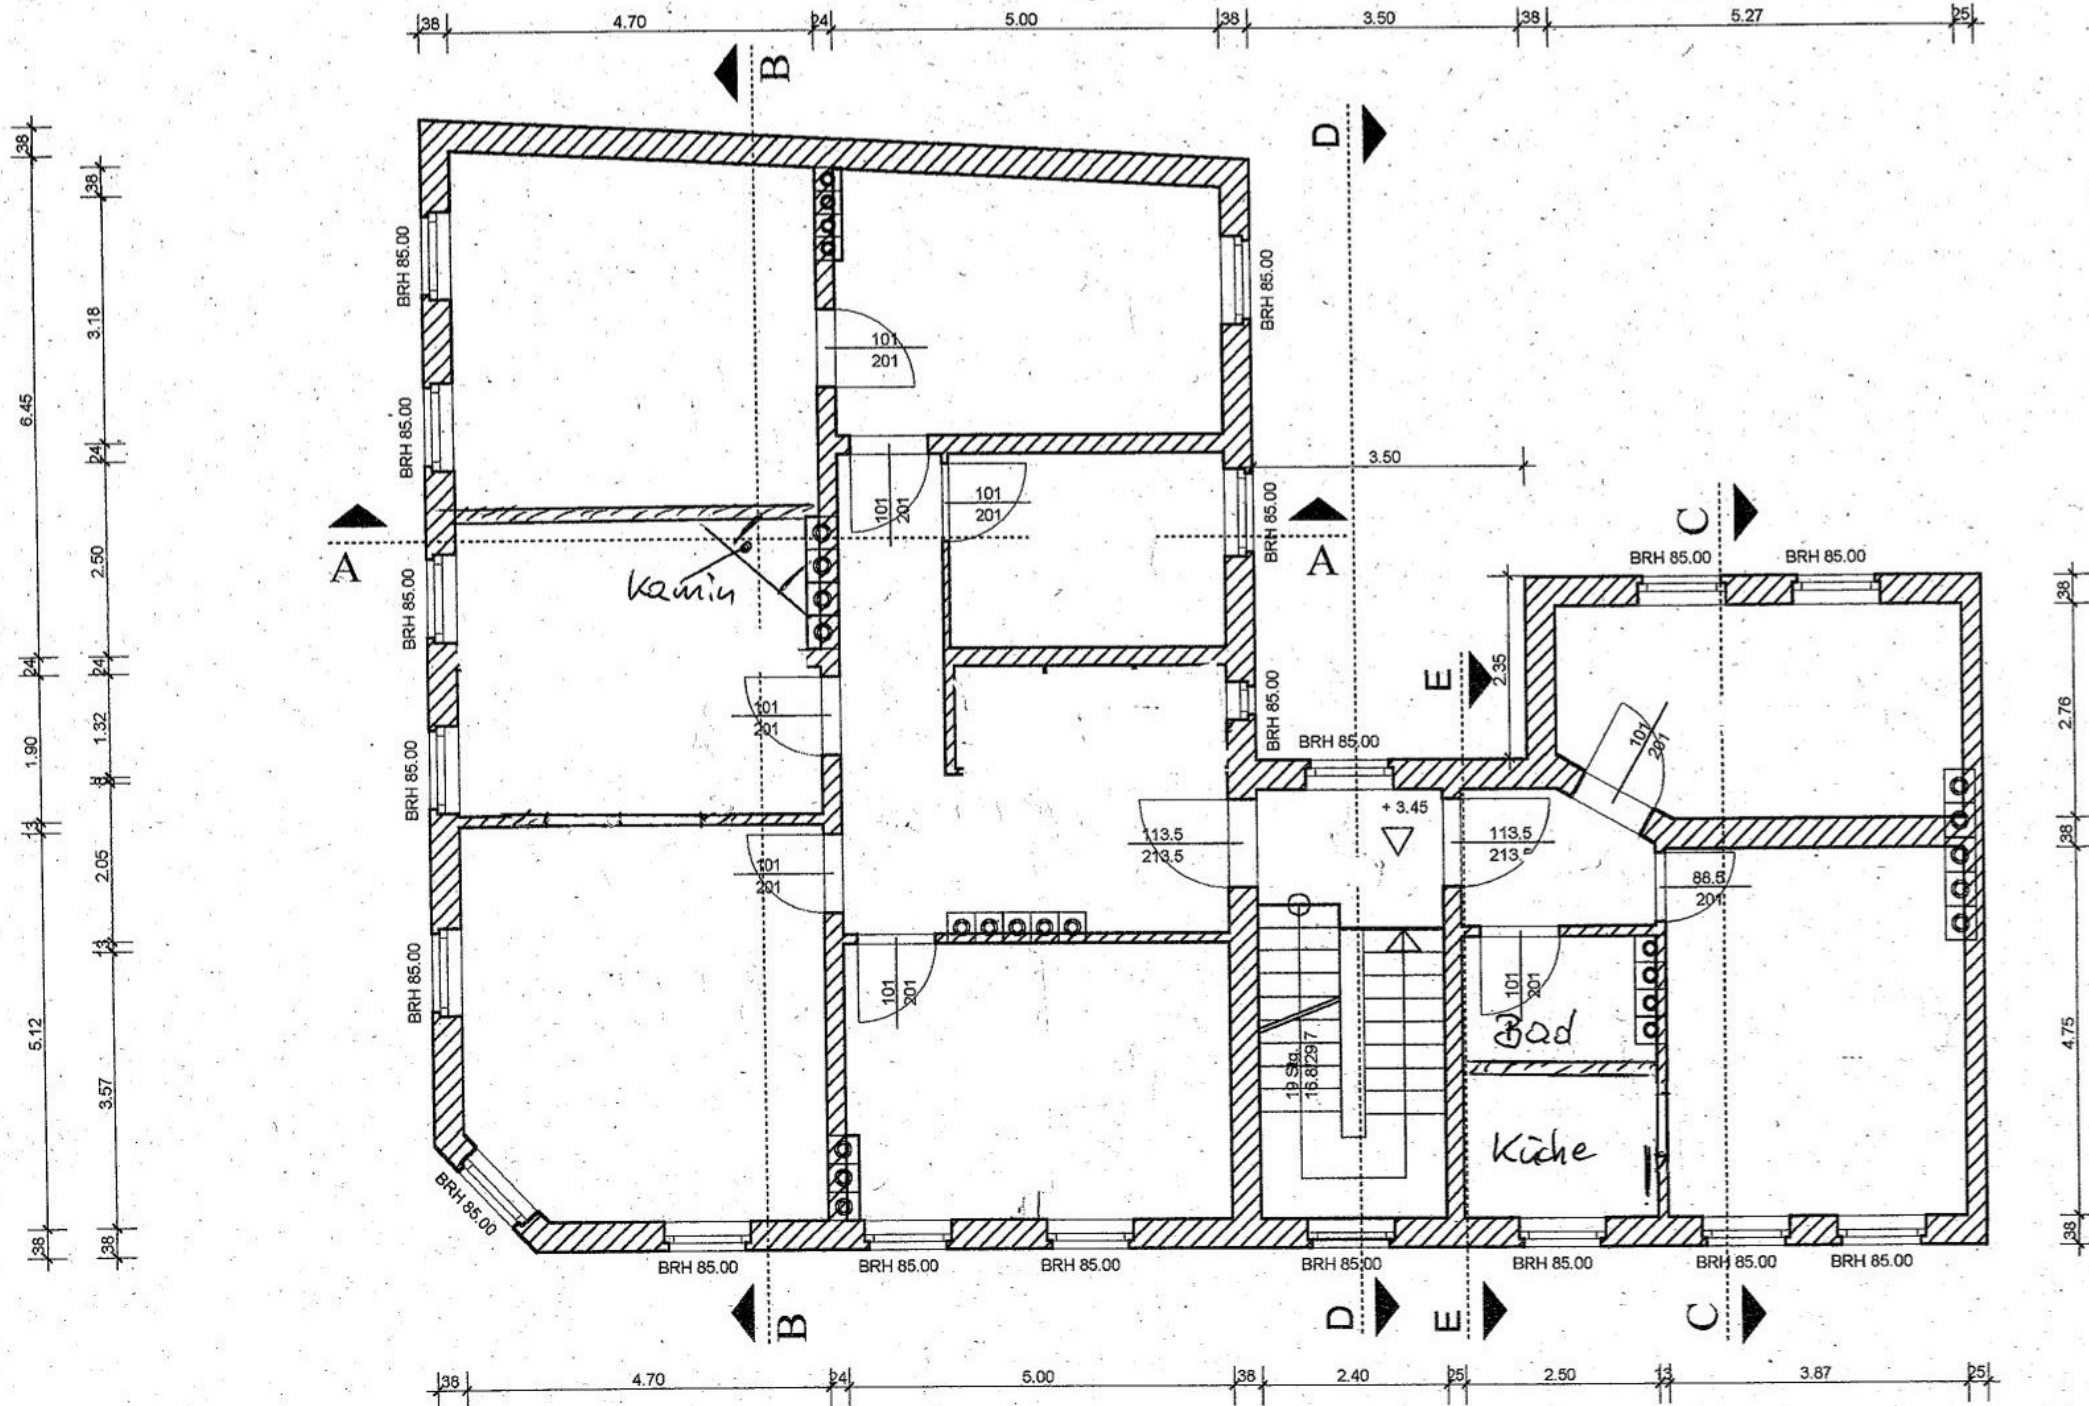 38 4.70 24 5.00 38 3.50 38 5.27 25
B
D
38
38
BRH 85.00
BRH 85.00
3.18
101
201
6.45
BRH 85.00
24
3.50
101
201
101
201
BRH 85.00
A
A
C
2.50
Kamin
BRH 85.00
BRH 85.00
BRH 85.00
38
24
24
E
2.35
BRH 85.00
101
201
101
201
2.76
1.32
1.90
BRH 85.00
BRH 85.00
8
+ 3.45
13
113.5
213.5
113.5
213.5
38
2.05
101
201
88.5
201
13
BRH 85.00
101
201
101
201
Bad
5.12
4.75
19 Stg.
16.8/29.7
3.57
Küche
BRH 85.00
38
38
38
BRH 85.00
BRH 85.00
BRH 85.00
BRH 85.00
BRH 85.00
BRH 85.00
BRH 85.00
B
D
E
C
38 4.70 24 5.00 38 2.40 25 2.50 13 3.87 25